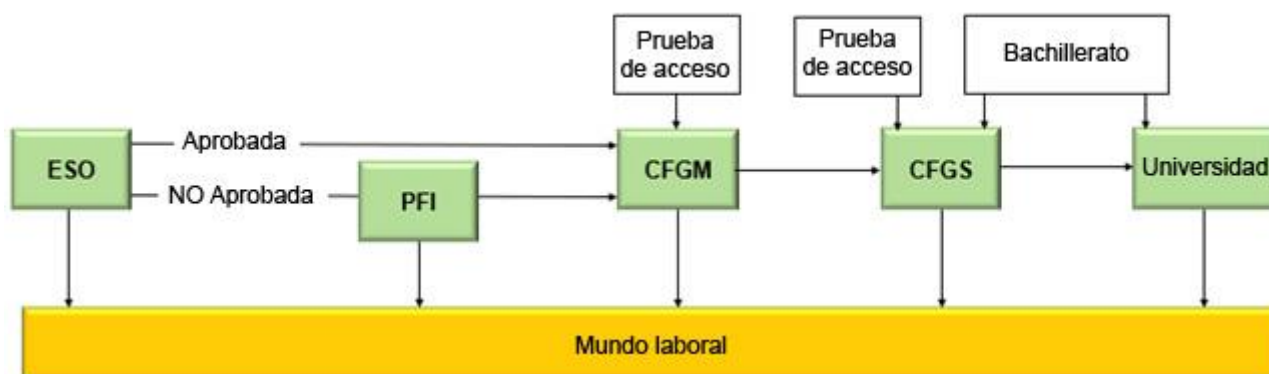 Prueba
de acceso
Prueba
de acceso
Bachillerato
ESO
Aprobada
NO Aprobada
PFI
CFGM
CFGS
Universidad
Mundo laboral